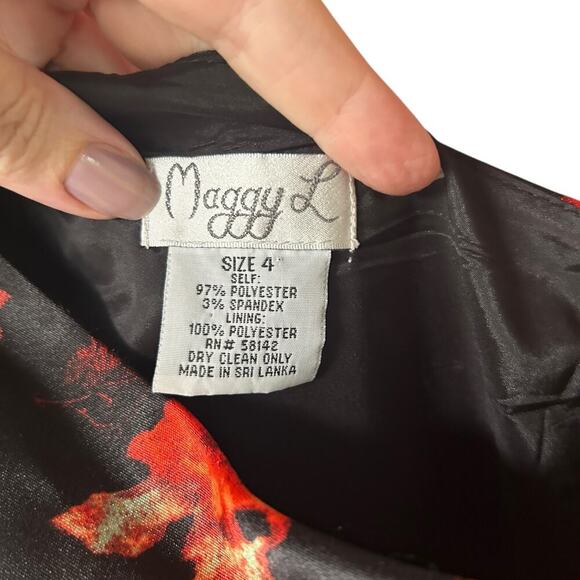 Maggy L
SIZE 4
SELF:
97% POLYESTER
3% SPANDEX
LINING:
100% POLYESTER
RN# 58142
DRY CLEAN ONLY
MADE IN SRI LANKA